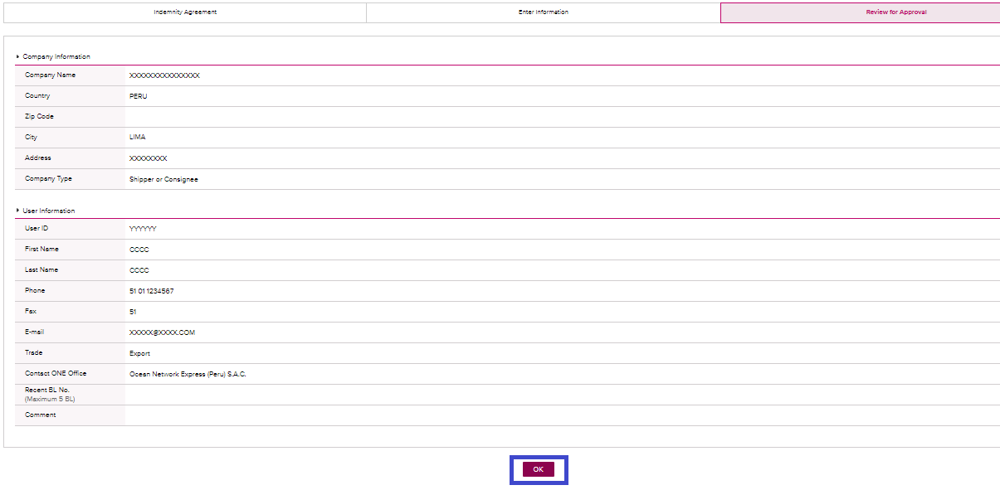 Indemnity Agreement Enter Information Review for Approval
Company Information
Company Name XXXXXXXXXXXXXXX
Country PERU
Zip Code
City LIMA
Address XXXXXXXX
Company Type Shipper or Consignee
User Information
User ID YYYYYY
First Name CCCC
Last Name CCCC
Phone 51 01 1234567
Fax 51
E-mail XXXXX@XXXX.COM
Trade Export
Contact ONE Office Ocean Network Express (Peru) S.A.C.
Recent BL No.
(Maximum 5 BL)
Comment
OK